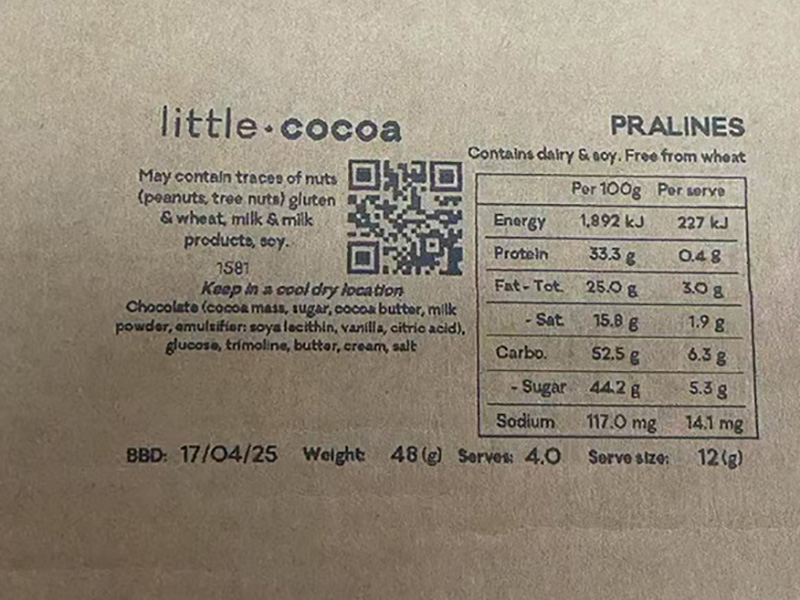 little·cocoa
May contain traces of nuts
(peanuts, tree nuts) gluten
& wheat, milk & milk
products, soy.
1581
Keep in a cool dry location
Chocolate (cocoa mass, sugar, cocoa butter, milk
powder, emulsifier: soya lecithin, vanilla, citric acid),
glucose, trimoline, butter, cream, salt
PRALINES
Contains dairy & soy. Free from wheat
Per 100g Per serve
Energy 1,892 kJ 227 kJ
Protein 33.3 g 0.4 g
Fat - Tot. 25.0 g 3.0 g
- Sat 15.8 g 1.9 g
Carbo. 52.5 g 6.3 g
- Sugar 44.2 g 5.3 g
Sodium 117.0 mg 14.1 mg
BBD: 17/04/25 Weight: 48 (g) Serves: 4.0 Serve size: 12 (g)